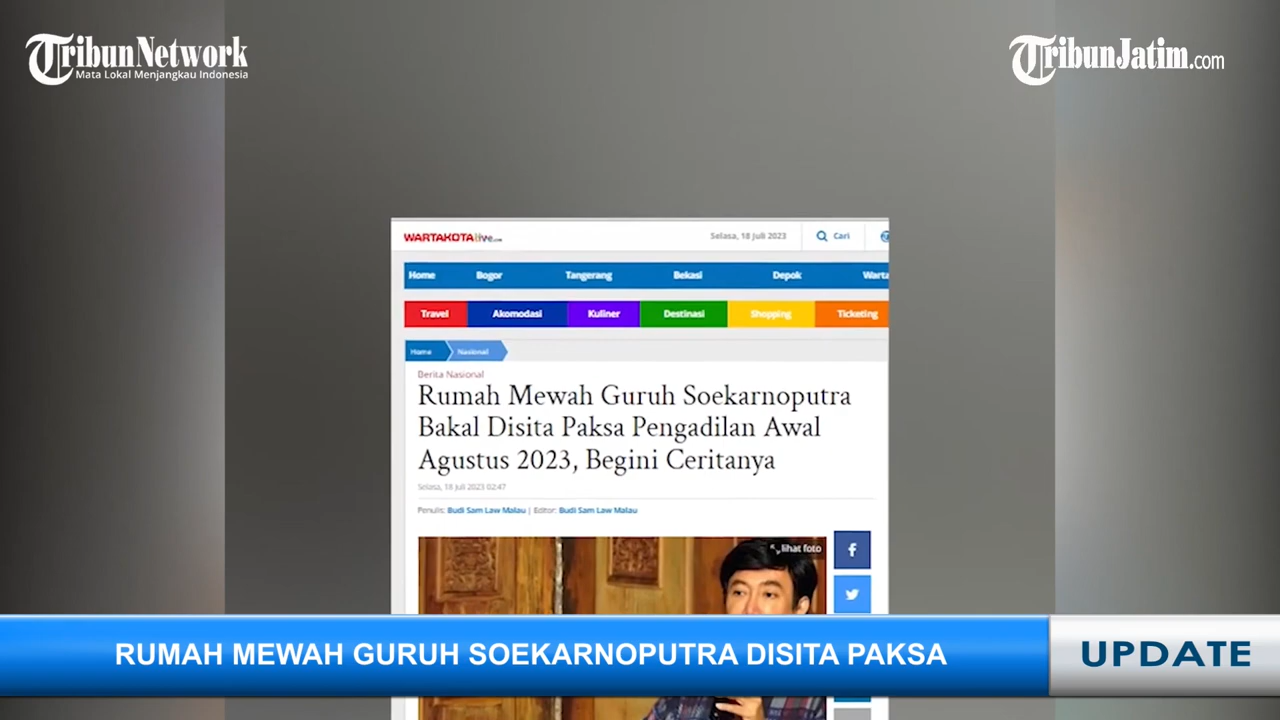 TribunNetwork
Mata Lokal Menjangkau Indonesia
TribunJatim.com
WARTAKOTAlive.com
Selasa, 18 Juli 2023
Cari
Home Bogor Tangerang Bekasi Depok Warta
Travel Akomodasi Kuliner Destinasi Shopping Ticketing
Home Nasional
Berita Nasional
Rumah Mewah Guruh Soekarnoputra
Bakal Disita Paksa Pengadilan Awal
Agustus 2023, Begini Ceritanya
Selasa, 18 Juli 2023 02:47
Penulis: Budi Sam Law Malau | Editor: Budi Sam Law Malau
lihat foto
RUMAH MEWAH GURUH SOEKARNOPUTRA DISITA PAKSA
UPDATE